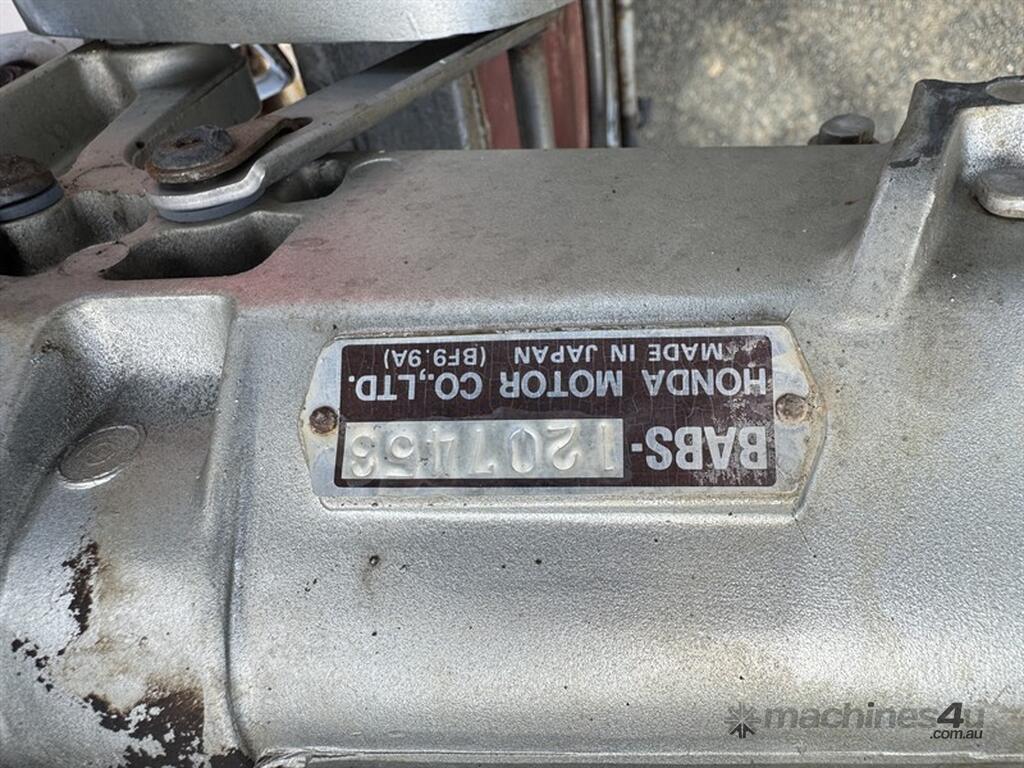 BABS-1207453
HONDA MOTOR CO.,LTD.
MADE IN JAPAN (BF9.9A)
machines4u
.com.au